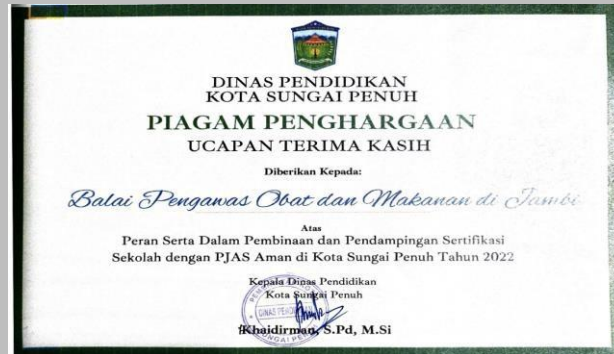 DINAS PENDIDIKAN
KOTA SUNGAI PENUH
PIAGAM PENGHARGAAN
UCAPAN TERIMA KASIH
Diberikan Kepada:
Balai Pengawas Obat dan Makanan di Jambi
Atas
Peran Serta Dalam Pembinaan dan Pendampingan Sertifikasi
Sekolah dengan PJAS Aman di Kota Sungai Penuh Tahun 2022
Kepala Dinas Pendidikan
Kota Sungai Penuh
DINAS PENDIDIKAN
Khaidirman, S.Pd, M.Si